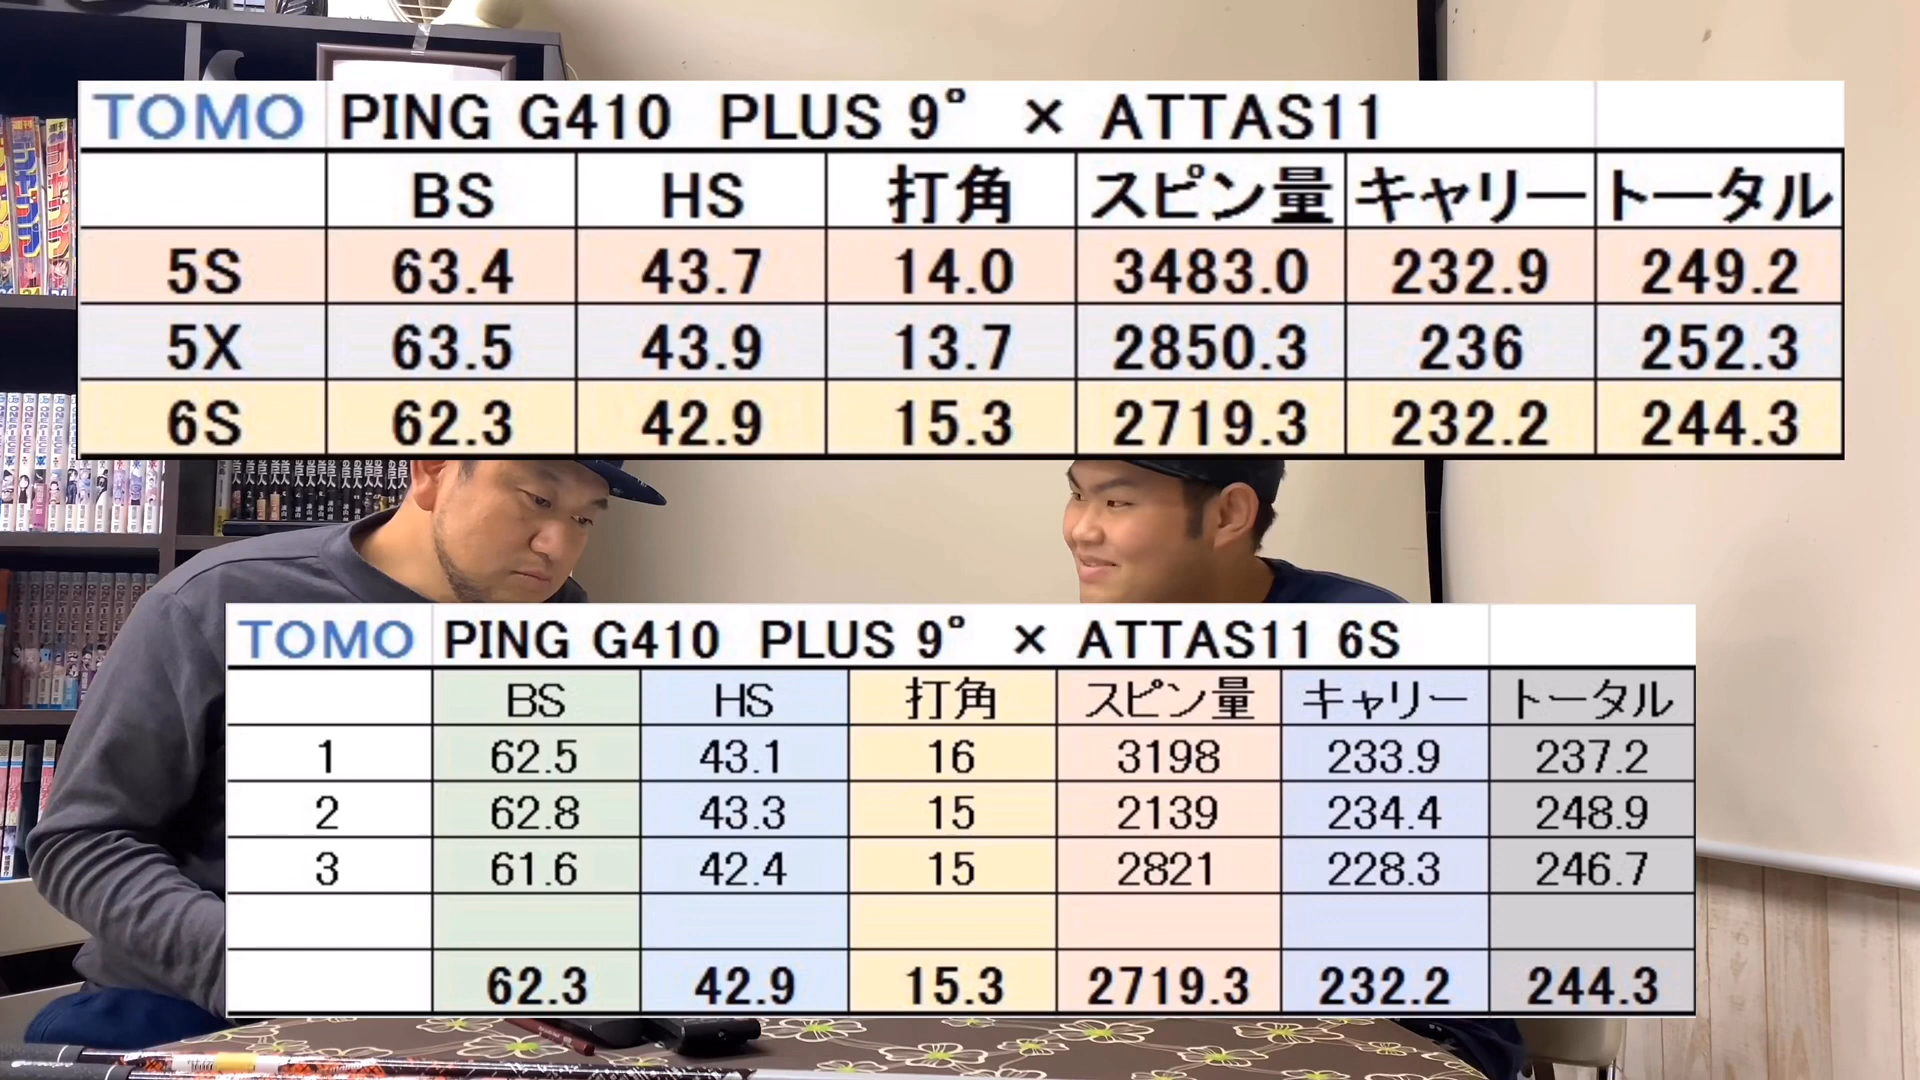 TOMO PING G410 PLUS 9° × ATTAS11
BS HS 打角 スピン量 キャリー トータル
5S 63.4 43.7 14.0 3483.0 232.9 249.2
5X 63.5 43.9 13.7 2850.3 236 252.3
6S 62.3 42.9 15.3 2719.3 232.2 244.3
TOMO PING G410 PLUS 9° × ATTAS11 6S
BS HS 打角 スピン量 キャリー トータル
1 62.5 43.1 16 3198 233.9 237.2
2 62.8 43.3 15 2139 234.4 248.9
3 61.6 42.4 15 2821 228.3 246.7
62.3 42.9 15.3 2719.3 232.2 244.3